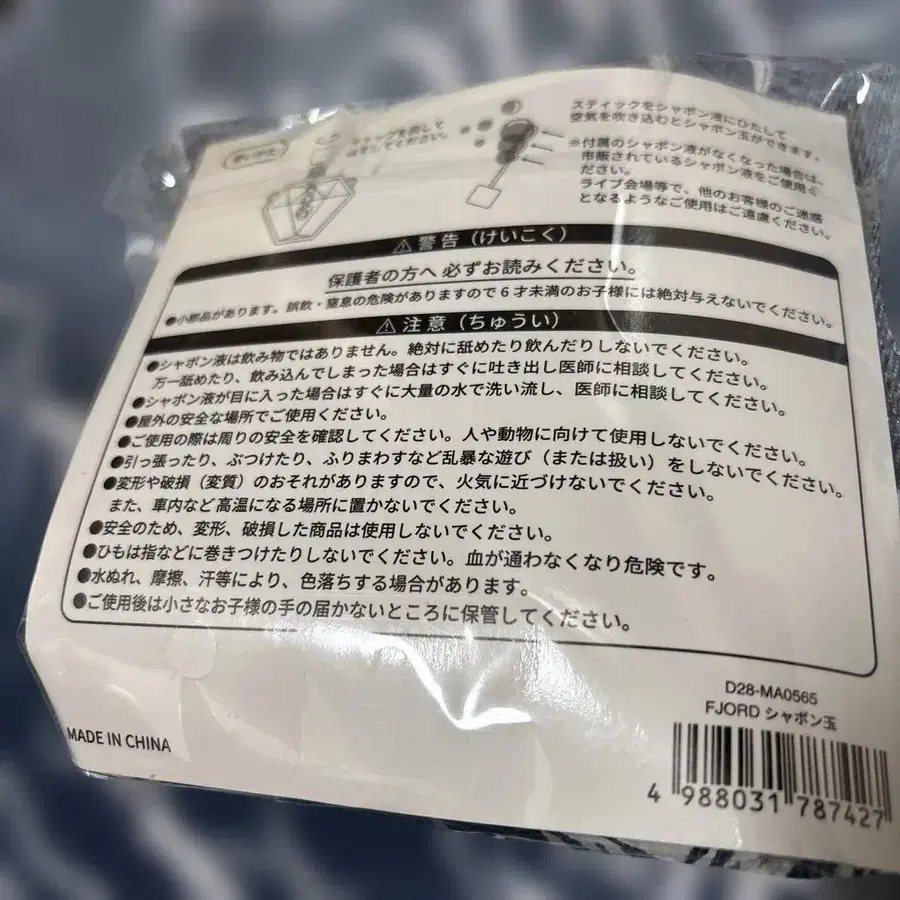 使いかた
キャップを回して
はずしてください。
スティックをシャボン液にひたして、
空気を吹き込むとシャボン玉ができます。
※付属のシャボン液がなくなった場合は、
市販されているシャボン液をご使用く
ださい。
ライブ会場等で、他のお客様のご迷惑
となるようなご使用はご遠慮ください。
⚠警告（けいこく）
保護者の方へ 必ずお読みください。
●小部品があります。誤飲・窒息の危険がありますので6才未満のお子様には絶対与えないでください。
⚠注意（ちゅうい）
●シャボン液は飲み物ではありません。絶対に舐めたり飲んだりしないでください。
万一舐めたり、飲み込んでしまった場合はすぐに吐き出し医師に相談してください。
●シャボン液が目に入った場合はすぐに大量の水で洗い流し、医師に相談してください。
●屋外の安全な場所でご使用ください。
●ご使用の際は周りの安全を確認してください。人や動物に向けて使用しないでください。
●引っ張ったり、ぶつけたり、ふりまわすなど乱暴な遊び（または扱い）をしないでください。
●変形や破損（変質）のおそれがありますので、火気に近づけないでください。
また、車内など高温になる場所に置かないでください。
●安全のため、変形、破損した商品は使用しないでください。
●ひもは指などに巻きつけたりしないでください。血が通わなくなり危険です。
●水ぬれ、摩擦、汗等により、色落ちする場合があります。
●ご使用後は小さなお子様の手の届かないところに保管してください。
D28-MA0565
FJORD シャボン玉
MADE IN CHINA
4 988031 787427